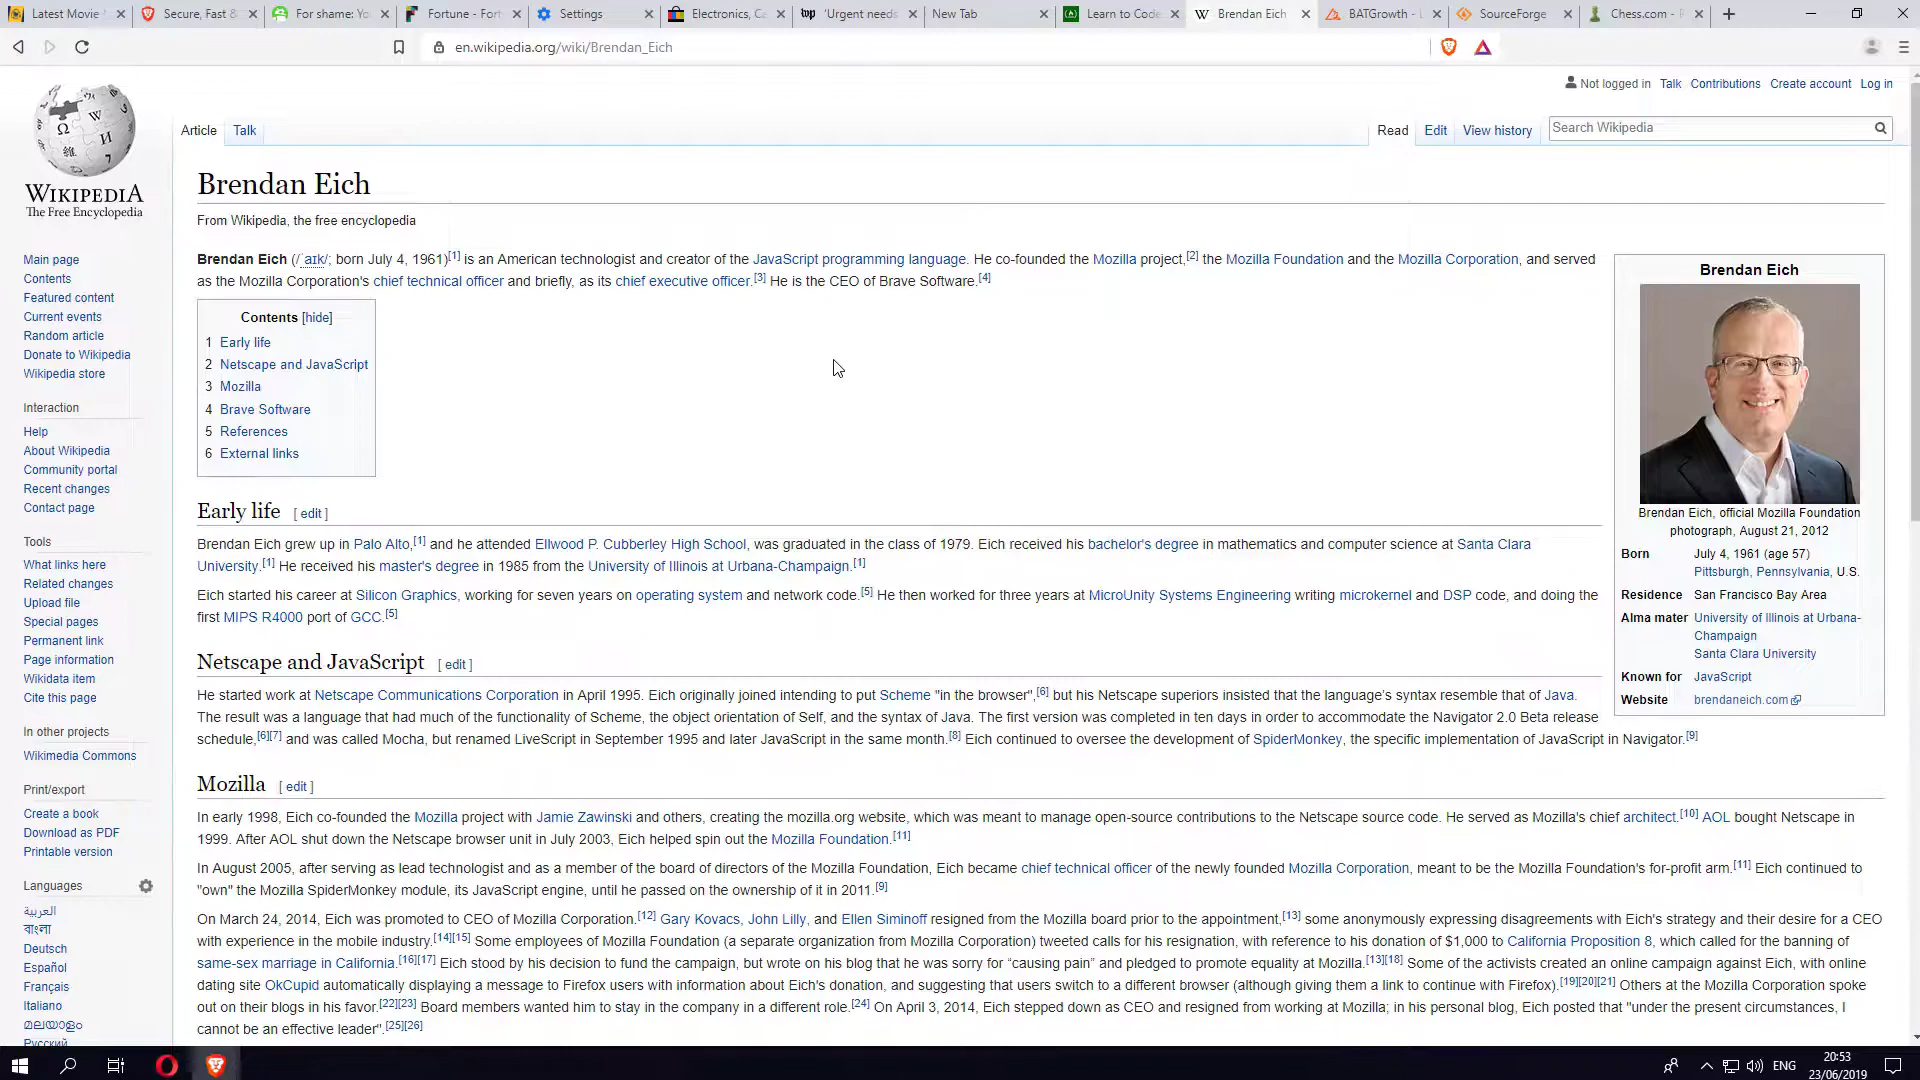 Latest Movie
Secure, Fast &
For shame: Yo
Fortune - Fort
Settings
Electronics, Ca
'Urgent needs
New Tab
Learn to Code
Brendan Eich
BATGrowth - L
SourceForge
Chess.com - P
en.wikipedia.org/wiki/Brendan_Eich
Not logged in Talk Contributions Create account Log in
Article Talk
Read Edit View history
Search Wikipedia
WIKIPEDIA
The Free Encyclopedia
Main page
Contents
Featured content
Current events
Random article
Donate to Wikipedia
Wikipedia store
Interaction
Help
About Wikipedia
Community portal
Recent changes
Contact page
Tools
What links here
Related changes
Upload file
Special pages
Permanent link
Page information
Wikidata item
Cite this page
In other projects
Wikimedia Commons
Print/export
Create a book
Download as PDF
Printable version
Languages
العربية
বাংলা
Deutsch
Español
Français
Italiano
മലയാളം
Русский
Brendan Eich
From Wikipedia, the free encyclopedia
Brendan Eich (/ˈaɪk/; born July 4, 1961)[1] is an American technologist and creator of the JavaScript programming language. He co-founded the Mozilla project,[2] the Mozilla Foundation and the Mozilla Corporation, and served
as the Mozilla Corporation's chief technical officer and briefly, as its chief executive officer.[3] He is the CEO of Brave Software.[4]
Contents [hide]
1 Early life
2 Netscape and JavaScript
3 Mozilla
4 Brave Software
5 References
6 External links
Early life [ edit ]
Brendan Eich grew up in Palo Alto,[1] and he attended Ellwood P. Cubberley High School, was graduated in the class of 1979. Eich received his bachelor's degree in mathematics and computer science at Santa Clara
University.[1] He received his master's degree in 1985 from the University of Illinois at Urbana-Champaign.[1]
Eich started his career at Silicon Graphics, working for seven years on operating system and network code.[5] He then worked for three years at MicroUnity Systems Engineering writing microkernel and DSP code, and doing the
first MIPS R4000 port of GCC.[5]
Netscape and JavaScript [ edit ]
He started work at Netscape Communications Corporation in April 1995. Eich originally joined intending to put Scheme "in the browser",[6] but his Netscape superiors insisted that the language's syntax resemble that of Java.
The result was a language that had much of the functionality of Scheme, the object orientation of Self, and the syntax of Java. The first version was completed in ten days in order to accommodate the Navigator 2.0 Beta release
schedule,[6][7] and was called Mocha, but renamed LiveScript in September 1995 and later JavaScript in the same month.[8] Eich continued to oversee the development of SpiderMonkey, the specific implementation of JavaScript in Navigator.[9]
Mozilla [ edit ]
In early 1998, Eich co-founded the Mozilla project with Jamie Zawinski and others, creating the mozilla.org website, which was meant to manage open-source contributions to the Netscape source code. He served as Mozilla's chief architect.[10] AOL bought Netscape in
1999. After AOL shut down the Netscape browser unit in July 2003, Eich helped spin out the Mozilla Foundation.[11]
In August 2005, after serving as lead technologist and as a member of the board of directors of the Mozilla Foundation, Eich became chief technical officer of the newly founded Mozilla Corporation, meant to be the Mozilla Foundation's for-profit arm.[11] Eich continued to
"own" the Mozilla SpiderMonkey module, its JavaScript engine, until he passed on the ownership of it in 2011.[9]
On March 24, 2014, Eich was promoted to CEO of Mozilla Corporation.[12] Gary Kovacs, John Lilly, and Ellen Siminoff resigned from the Mozilla board prior to the appointment,[13] some anonymously expressing disagreements with Eich's strategy and their desire for a CEO
with experience in the mobile industry.[14][15] Some employees of Mozilla Foundation (a separate organization from Mozilla Corporation) tweeted calls for his resignation, with reference to his donation of $1,000 to California Proposition 8, which called for the banning of
same-sex marriage in California.[16][17] Eich stood by his decision to fund the campaign, but wrote on his blog that he was sorry for “causing pain” and pledged to promote equality at Mozilla.[13][18] Some of the activists created an online campaign against Eich, with online
dating site OkCupid automatically displaying a message to Firefox users with information about Eich's donation, and suggesting that users switch to a different browser (although giving them a link to continue with Firefox).[19][20][21] Others at the Mozilla Corporation spoke
out on their blogs in his favor.[22][23] Board members wanted him to stay in the company in a different role.[24] On April 3, 2014, Eich stepped down as CEO and resigned from working at Mozilla; in his personal blog, Eich posted that "under the present circumstances, I
cannot be an effective leader".[25][26]
Brendan Eich
Brendan Eich, official Mozilla Foundation
photograph, August 21, 2012
Born July 4, 1961 (age 57)
Pittsburgh, Pennsylvania, U.S.
Residence San Francisco Bay Area
Alma mater University of Illinois at Urbana-
Champaign
Santa Clara University
Known for JavaScript
Website brendaneich.com
ENG
20:53
23/06/2019